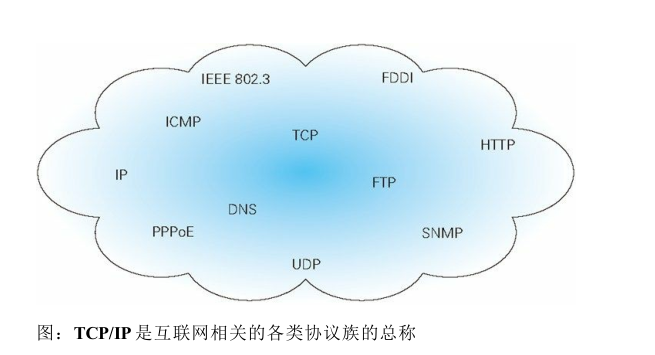 IEEE 802.3
FDDI
ICMP
TCP
HTTP
IP
FTP
DNS
PPPoE
SNMP
UDP
图：TCP/IP 是互联网相关的各类协议族的总称